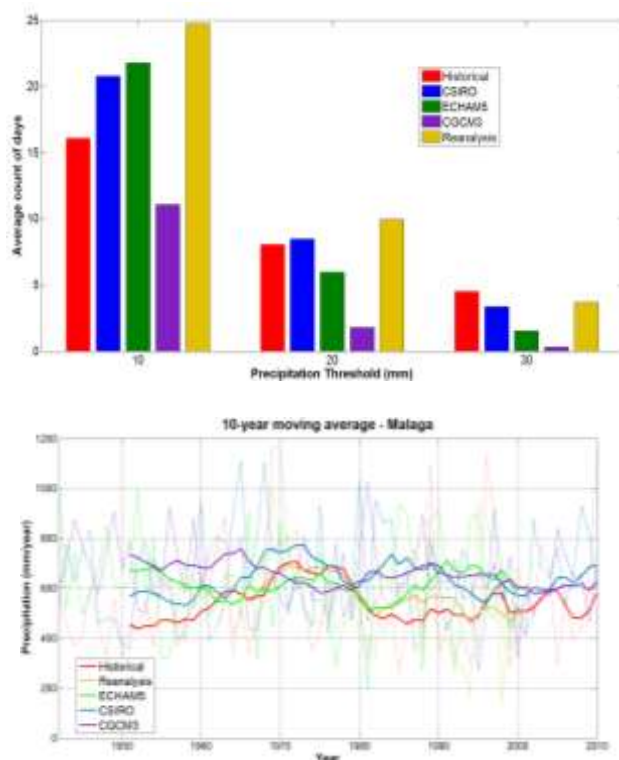 25
20
15
10
5
0
Average count of days
10 20 30
Precipitation Threshold (mm)
Historical
CSIRO
ECHAM5
CGCM3
Reanalysis
10-year moving average - Malaga
1200
1000
800
600
400
200
0
Precipitation (mm/year)
Historical
Reanalysis
ECHAM5
CSIRO
CGCM3
1950 1960 1970 1980 1990 2000 2010
Year